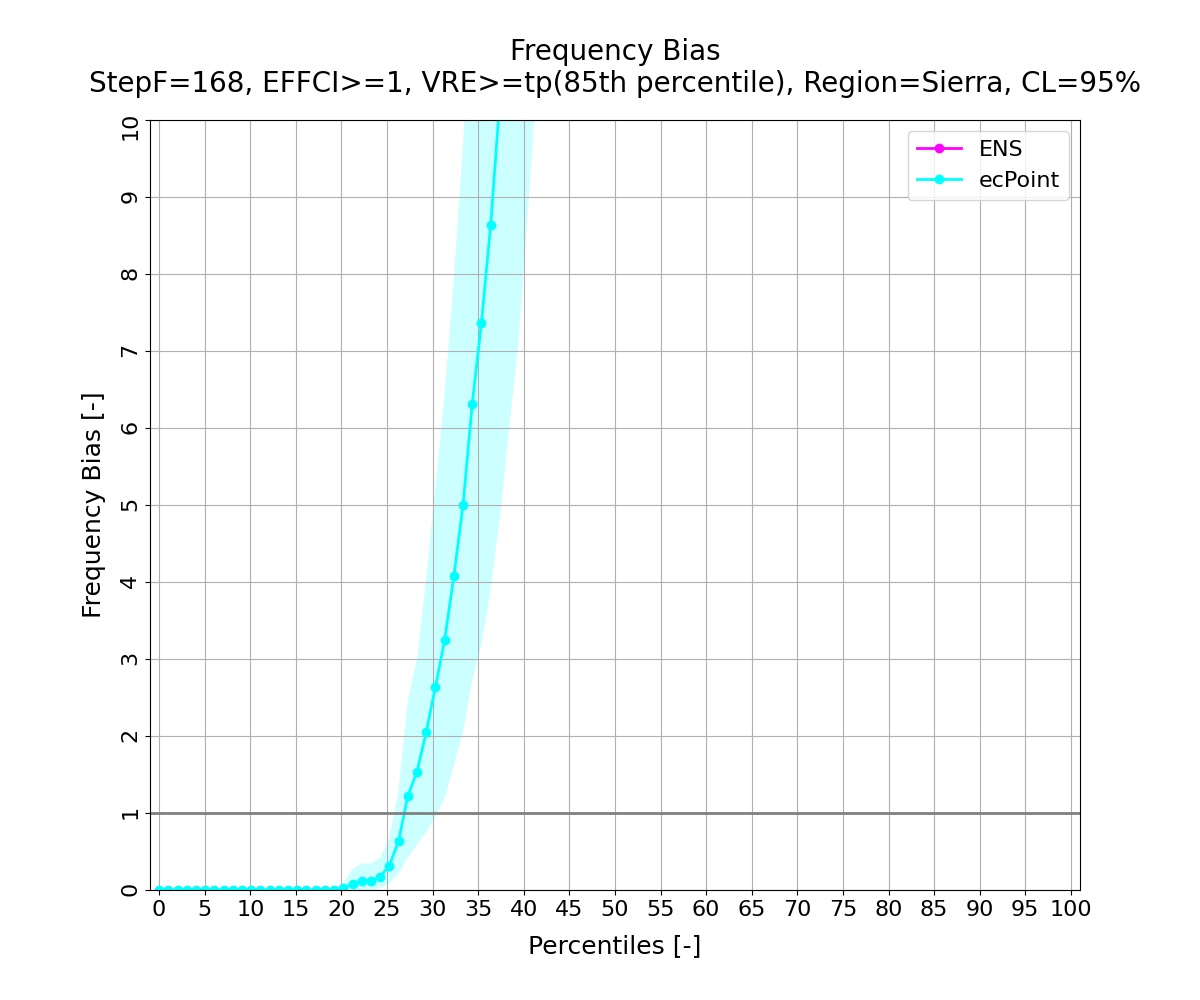 Frequency Bias
StepF=168, EFFCI>=1, VRE>=tp(85th percentile), Region=Sierra, CL=95%
ENS
ecPoint
Frequency Bias [-]
10
9
8
7
6
5
4
3
2
1
0
0 5 10 15 20 25 30 35 40 45 50 55 60 65 70 75 80 85 90 95 100
Percentiles [-]